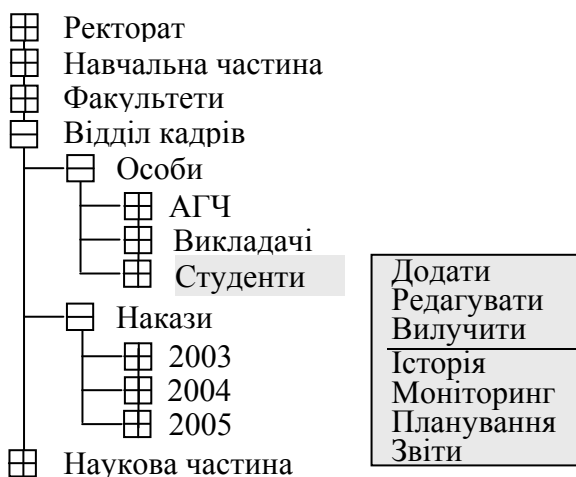 Ректорат
Навчальна частина
Факультети
Відділ кадрів
Особи
АГЧ
Викладачі
Студенти
Накази
2003
2004
2005
Наукова частина
Додати
Редагувати
Вилучити
Історія
Моніторинг
Планування
Звіти